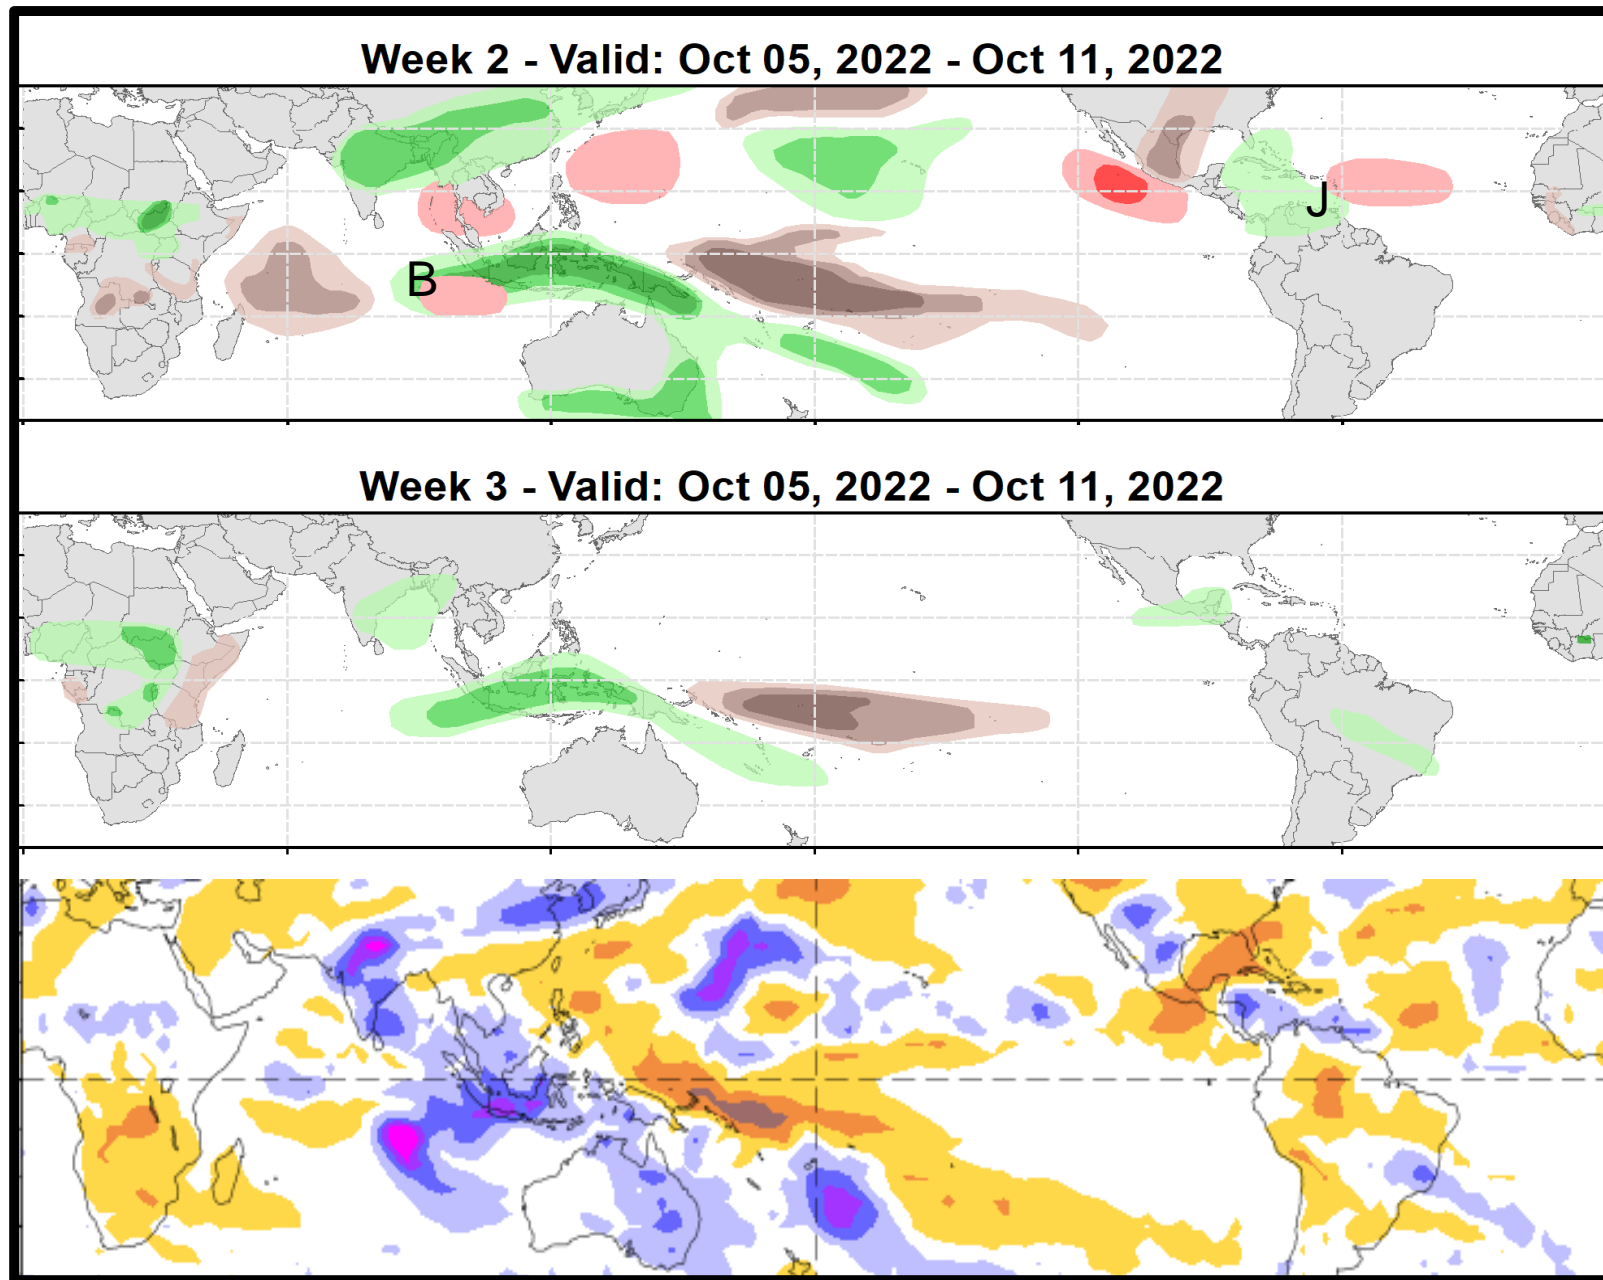 Week 2 - Valid: Oct 05, 2022 - Oct 11, 2022
J
B
Week 3 - Valid: Oct 05, 2022 - Oct 11, 2022